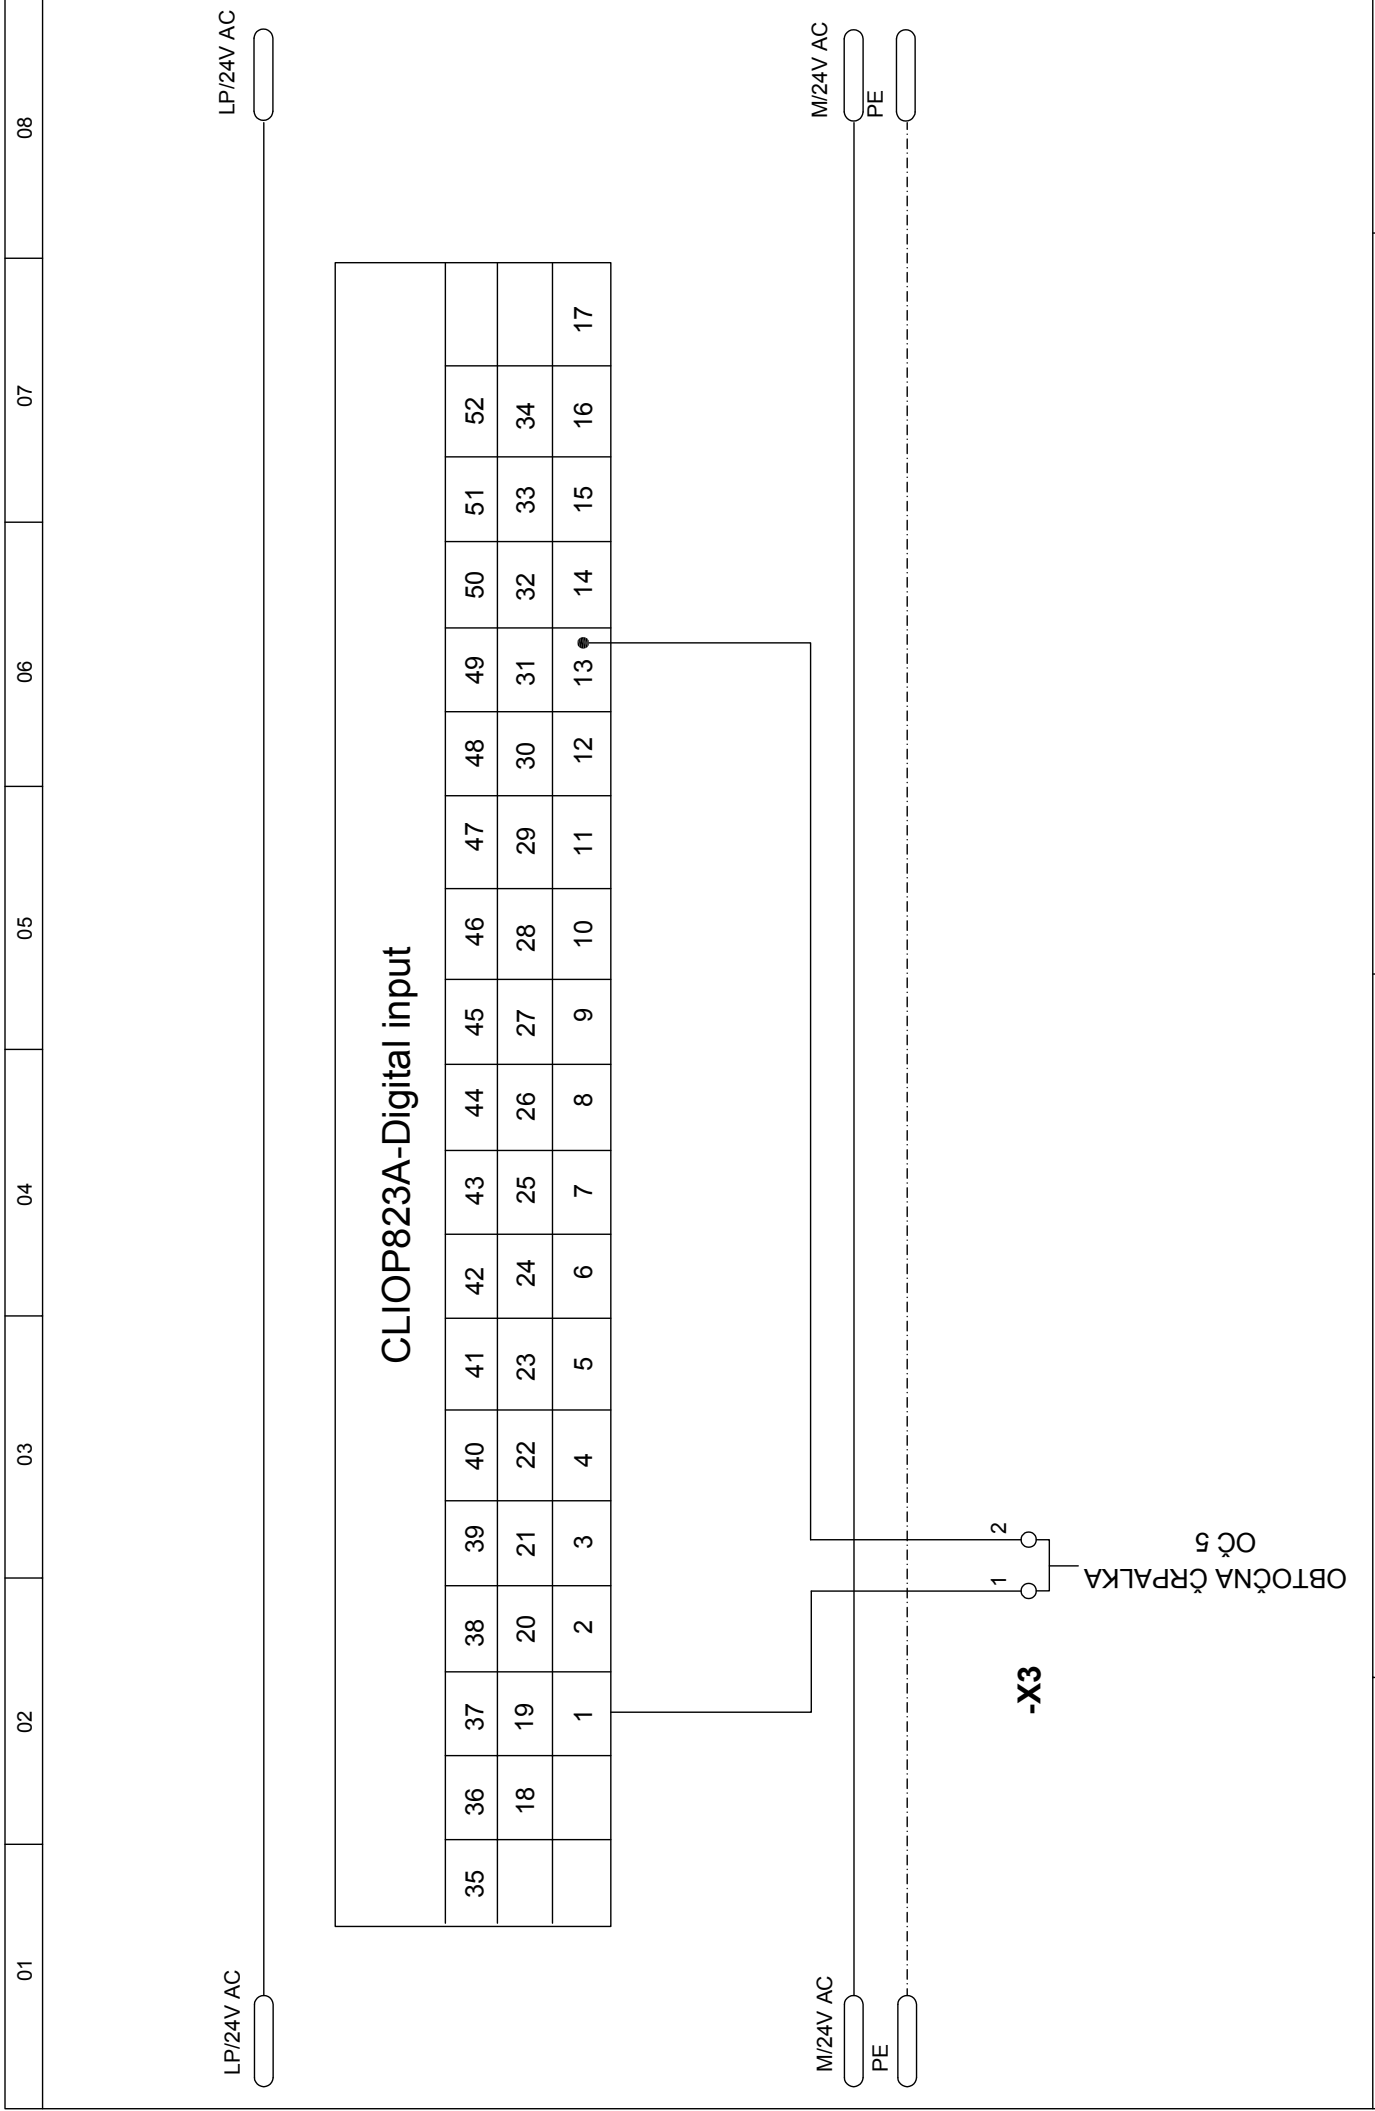 01 02 03 04 05 06 07 08
LP/24V AC LP/24V AC
CLIOP823A-Digital input
35 36 37 38 39 40 41 42 43 44 45 46 47 48 49 50 51 52
18 19 20 21 22 23 24 25 26 27 28 29 30 31 32 33 34
1 2 3 4 5 6 7 8 9 10 11 12 13 14 15 16 17
M/24V AC M/24V AC
PE PE
1 2
-X3
OBTOČNA ČRPALKA
OČ 5